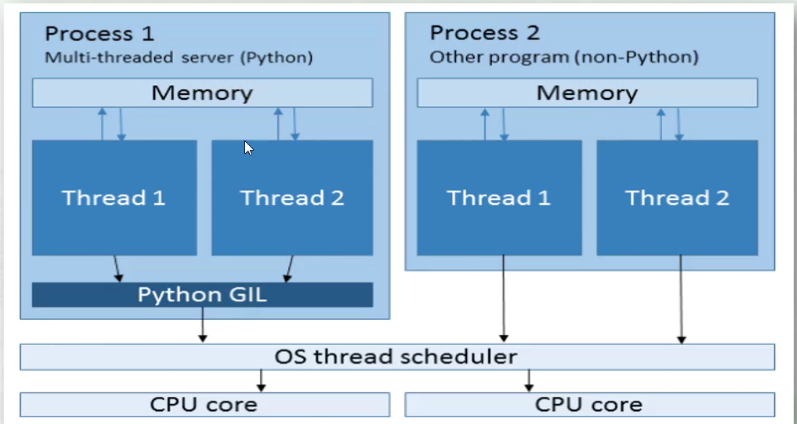 Process 1
Multi-threaded server (Python)
Memory
Thread 1
Thread 2
Python GIL
Process 2
Other program (non-Python)
Memory
Thread 1
Thread 2
OS thread scheduler
CPU core
CPU core